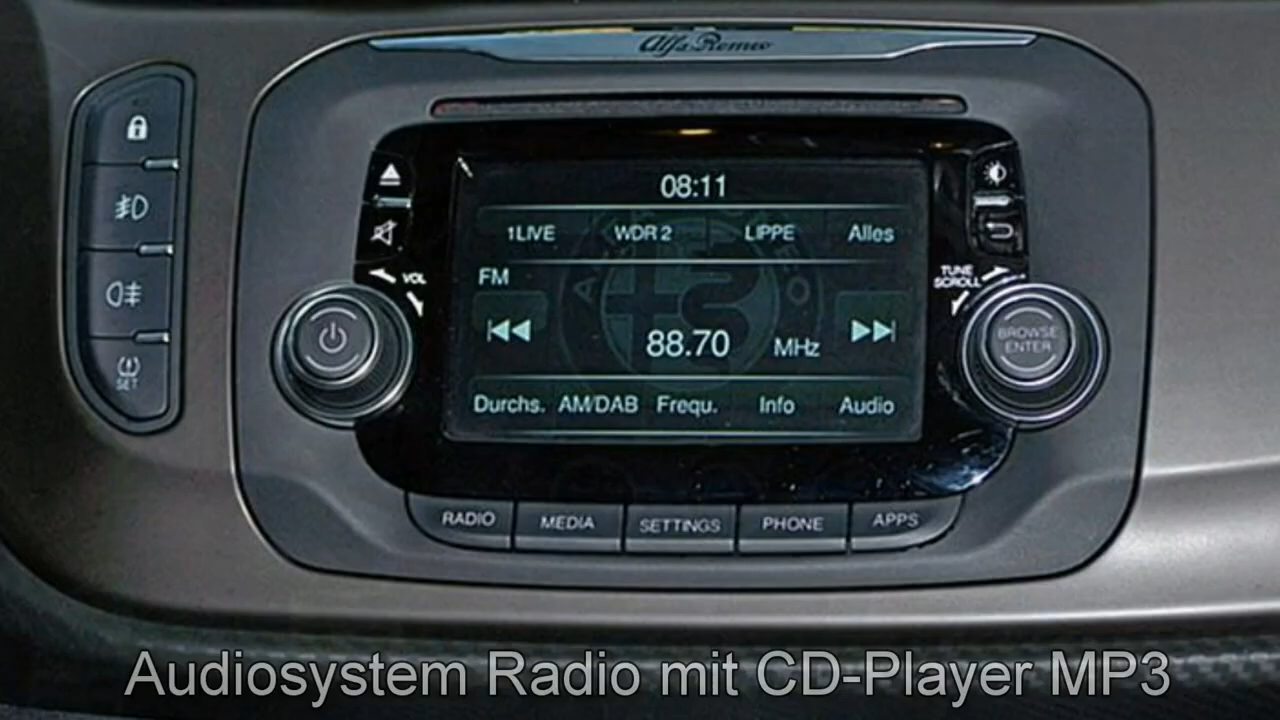 Alfa Romeo
08:11
1LIVE WDR 2 LIPPE Alles
FM
VOL
TUNE
SCROLL
88.70 MHz
BROWSE
ENTER
SET
Durchs. AM/DAB Frequ. Info Audio
RADIO MEDIA SETTINGS PHONE APPS
Audiosystem Radio mit CD-Player MP3